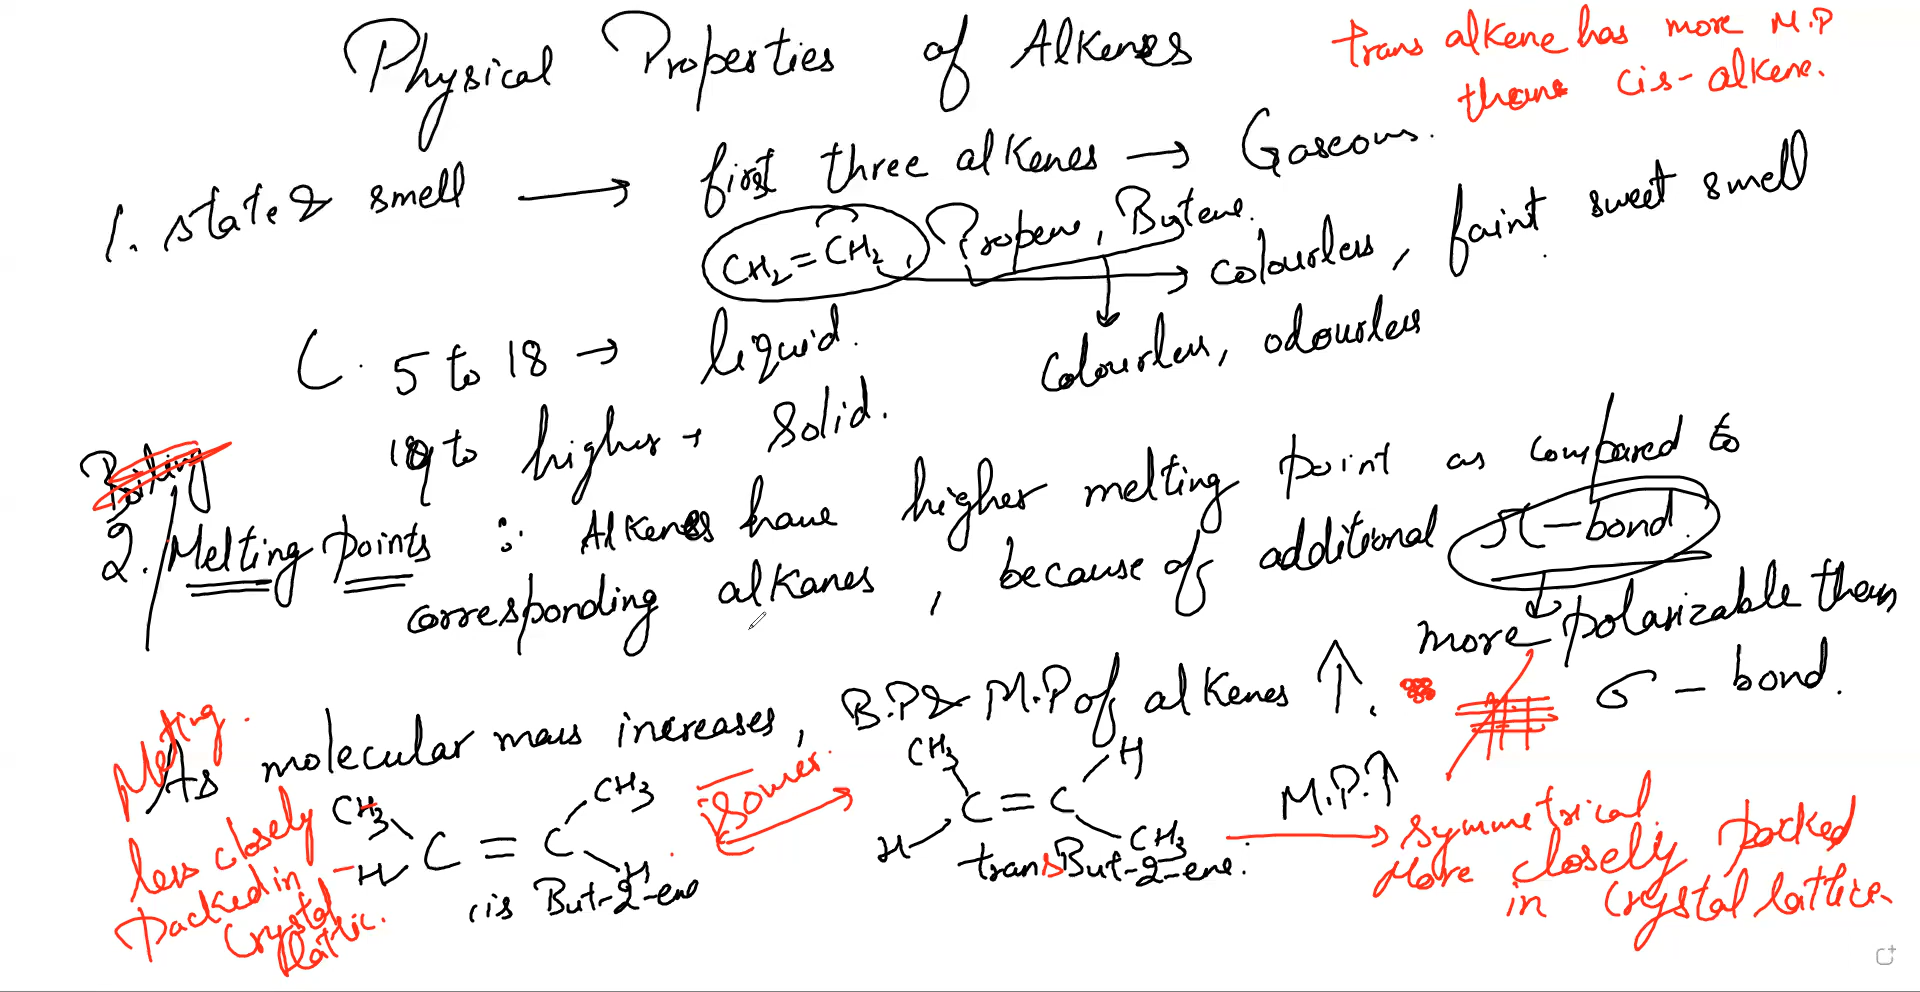 Physical Properties of Alkenes
trans alkene has more M.P
than cis-alkene.
1. state & smell → first three alkenes → Gaseous.
CH2=CH2, Propene, Butene.
→ colourless, faint sweet smell
colourless, odourless
C. 5 to 18 → liquid.
19 to higher → Solid.
Boiling
2. Melting points : Alkenes have higher melting point as compared to
corresponding alkanes, because of additional π-bond.
more polarizable than
σ - bond.
Melting.
As molecular mass increases, B.P & M.P of alkenes ↑.
CH3 CH3
C = C
H H
cis But-2-ene
less closely
packed in
crystal
lattic.
isomer.
CH3 H
C = C
H CH3
trans But-2-ene.
M.P.↑
→ symmetrical
More closely packed
in crystal lattice.